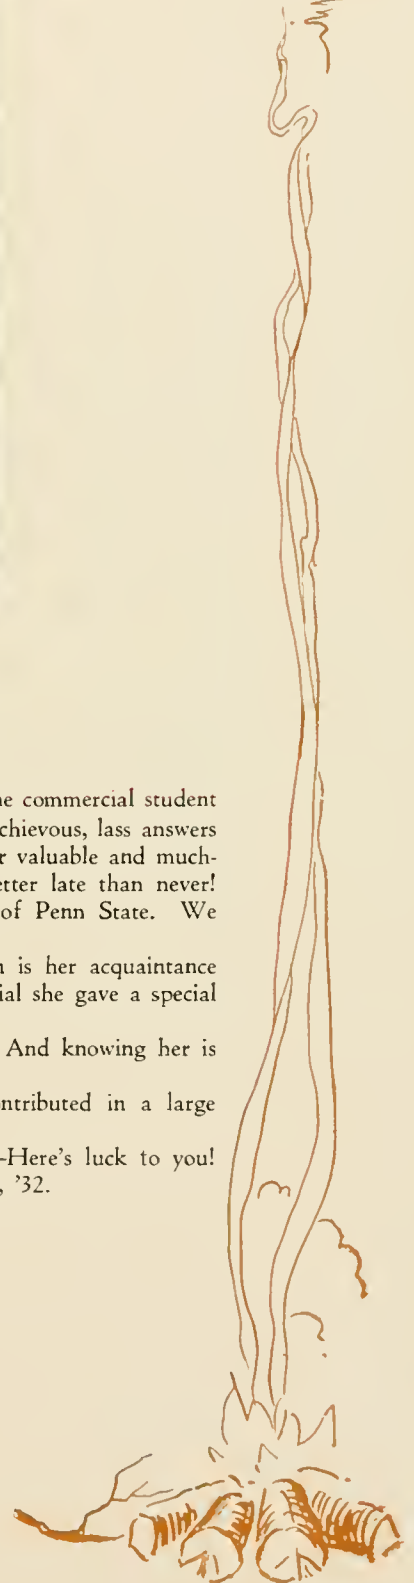 ne commercial student
chievous, lass answers
r valuable and much-
etter late than never!
of Penn State. We
n is her acquaintance
ial she gave a special
And knowing her is
ntributed in a large
-Here's luck to you!
, '32.